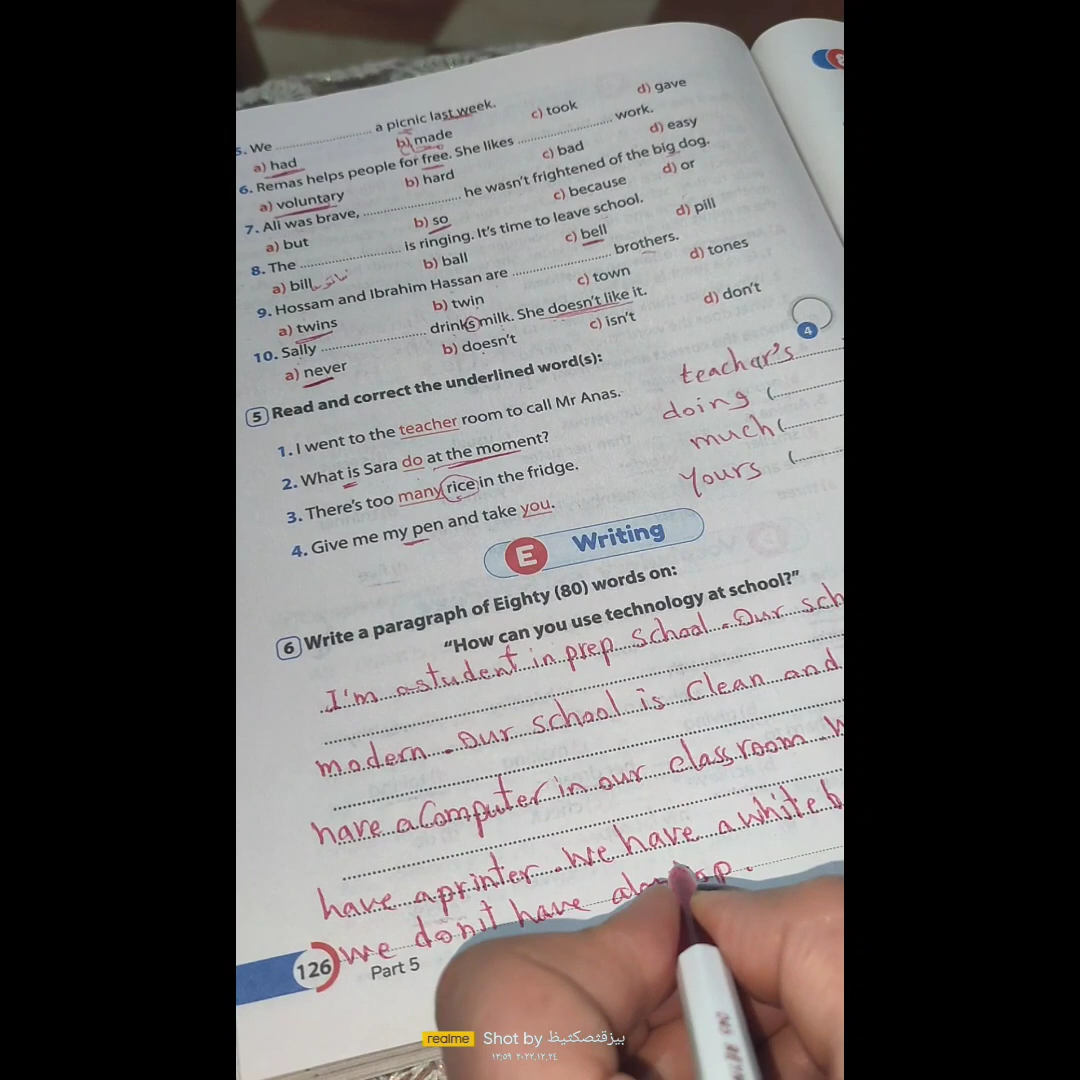 5. We ........................ a picnic last week.
a) had b) made c) took d) gave
6. Remas helps people for free. She likes ........................ work.
a) voluntary b) hard c) bad d) easy
7. Ali was brave, ........................ he wasn't frightened of the big dog.
a) but b) so c) because d) or
8. The ........................ is ringing. It's time to leave school.
a) bill b) ball c) bell d) pill
9. Hossam and Ibrahim Hassan are ........................ brothers.
a) twins b) twin c) town d) tones
10. Sally ........................ drinks milk. She doesn't like it.
a) never b) doesn't c) isn't d) don't
4
5 Read and correct the underlined word(s):
1. I went to the teacher room to call Mr Anas. teachar's
2. What is Sara do at the moment? doing (........................
3. There's too many rice in the fridge. much (........................
4. Give me my pen and take you. yours (........................
E Writing
6 Write a paragraph of Eighty (80) words on:
"How can you use technology at school?"
I'm a student in prep school. Our sch
modern. Our school is Clean and
have a Computer in our classroom. W
have a printer. We have a white b
we don't have a
126 Part 5
realme Shot by بيزقثصكثيظ
١٢:٥٩ ٢٠٢٢,١٢,٢٤